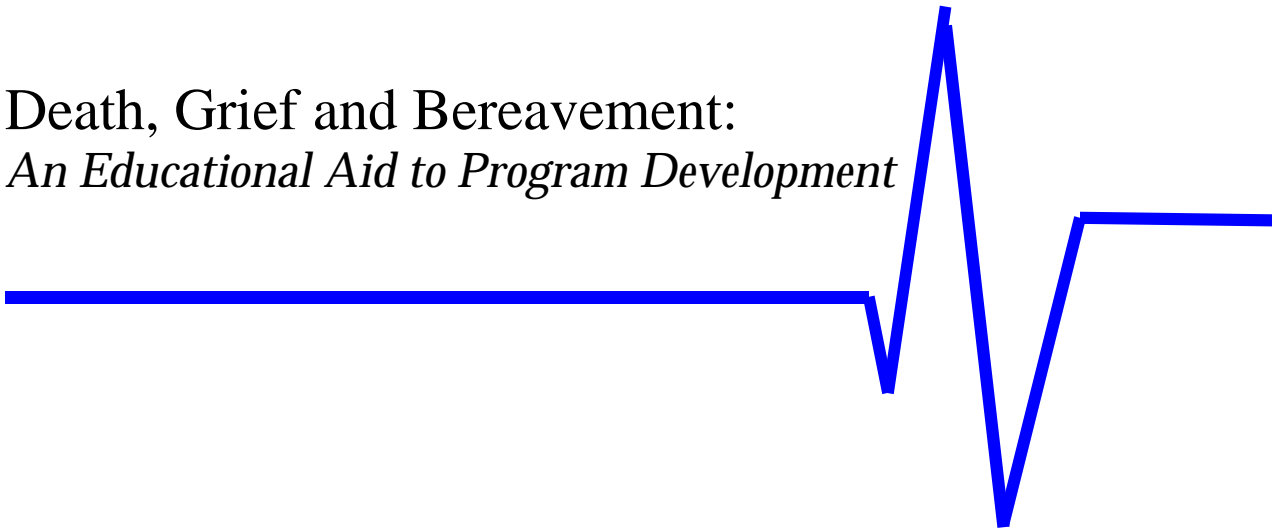 Death, Grief and Bereavement:
An Educational Aid to Program Development